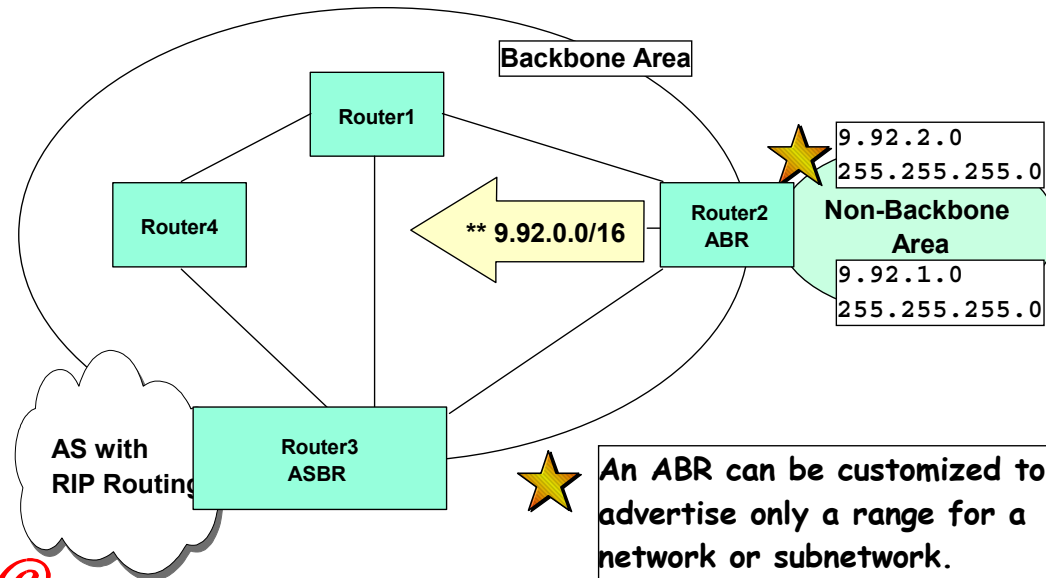 Backbone Area
Router1
9.92.2.0
255.255.255.0
Router4
** 9.92.0.0/16
Router2
ABR
Non-Backbone
Area
9.92.1.0
255.255.255.0
AS with
RIP Routing
Router3
ASBR
An ABR can be customized to
advertise only a range for a
network or subnetwork.